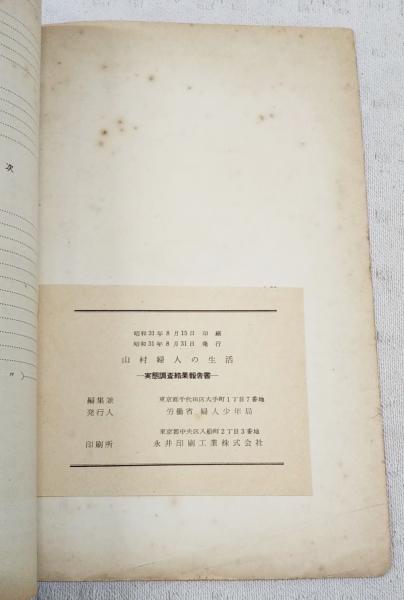 昭和31年8月15日 印刷
昭和31年8月31日 発行
山村婦人の生活
―実態調査結果報告書―
編集兼 東京都千代田区大手町1丁目7番地
発行人 労働省 婦人少年局
東京都中央区入船町2丁目3番地
印刷所 永井印刷工業株式会社
次
〃)